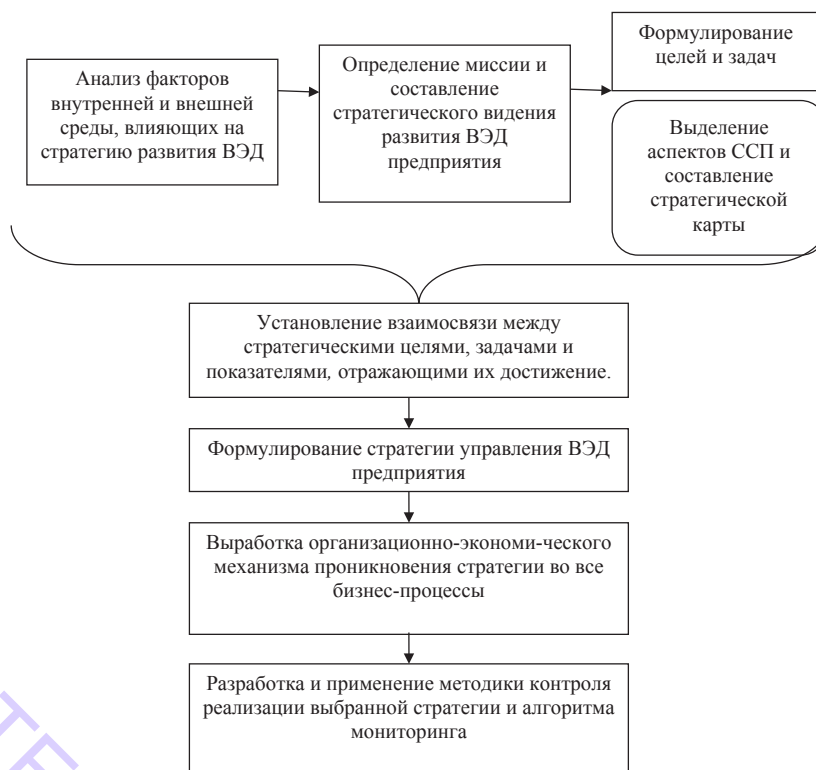 Анализ факторов
внутренней и внешней
среды, влияющих на
стратегию развития ВЭД
Определение миссии и
составление
стратегического видения
развития ВЭД
предприятия
Формулирование
целей и задач
Выделение
аспектов ССП и
составление
стратегической
карты
Установление взаимосвязи между
стратегическими целями, задачами и
показателями, отражающими их достижение.
Формулирование стратегии управления ВЭД
предприятия
Выработка организационно-экономи-ческого
механизма проникновения стратегии во все
бизнес-процессы
Разработка и применение методики контроля
реализации выбранной стратегии и алгоритма
мониторинга